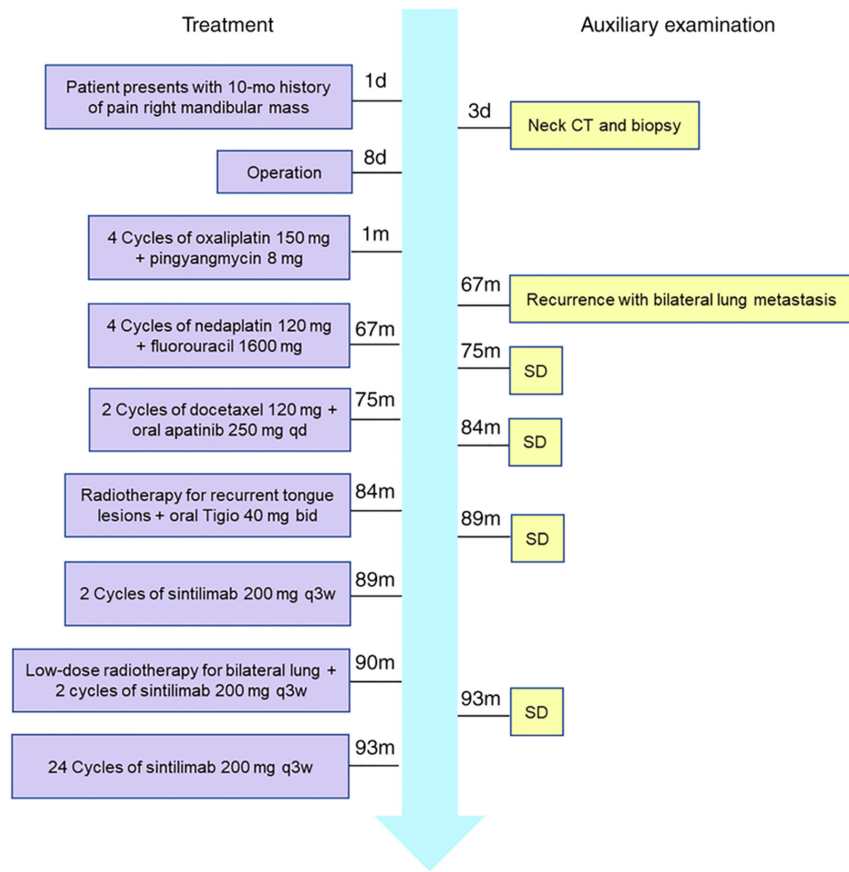 Treatment
Auxiliary examination
Patient presents with 10-mo history
of pain right mandibular mass
1d
3d
Neck CT and biopsy
Operation
8d
4 Cycles of oxaliplatin 150 mg
+ pingyangmycin 8 mg
1m
67m
Recurrence with bilateral lung metastasis
4 Cycles of nedaplatin 120 mg
+ fluorouracil 1600 mg
67m
75m
SD
2 Cycles of docetaxel 120 mg +
oral apatinib 250 mg qd
75m
84m
SD
Radiotherapy for recurrent tongue
lesions + oral Tigio 40 mg bid
84m
89m
SD
2 Cycles of sintilimab 200 mg q3w
89m
Low-dose radiotherapy for bilateral lung +
2 cycles of sintilimab 200 mg q3w
90m
93m
SD
24 Cycles of sintilimab 200 mg q3w
93m